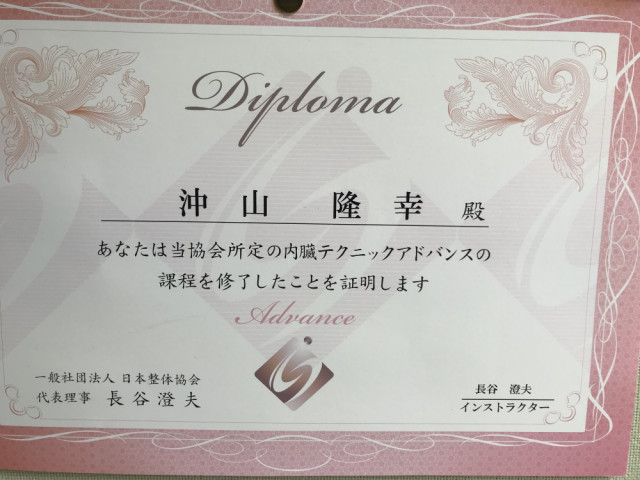 Diploma
沖山 隆幸 殿
あなたは当協会所定の内臓テクニックアドバンスの
課程を修了したことを証明します
Advance
一般社団法人 日本整体協会
代表理事 長谷澄夫
長谷 澄夫
インストラクター